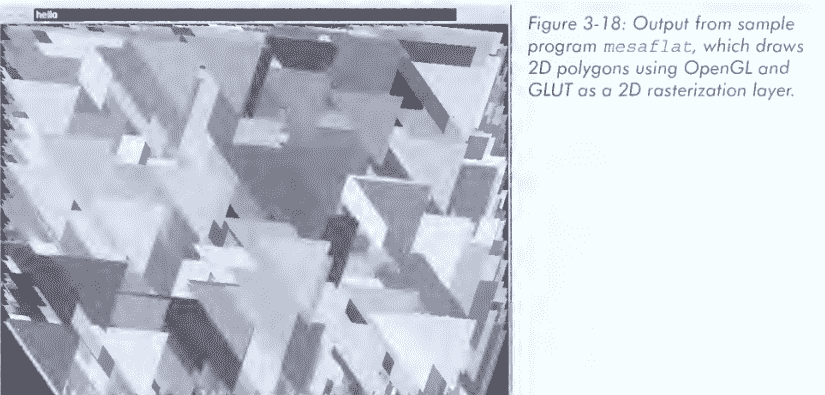 hello
Figure 3-18: Output from sample
program mesaflat, which draws
2D polygons using OpenGL and
GLUT as a 2D rasterization layer.